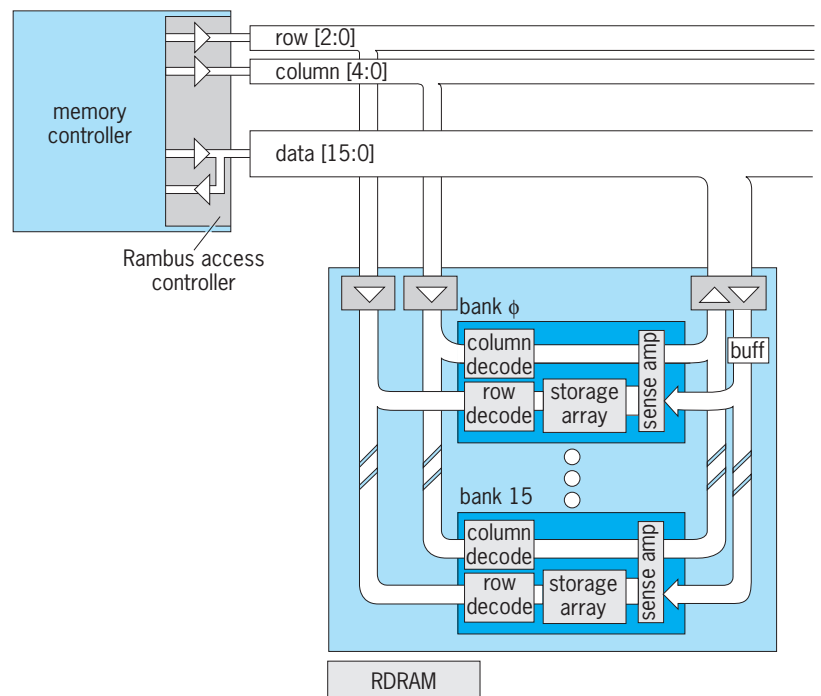 row [2:0]
column [4:0]
memory
controller
data [15:0]
Rambus access
controller
bank ϕ
column
decode
sense amp
buff
row
decode
storage
array
bank 15
column
decode
sense amp
row
decode
storage
array
RDRAM